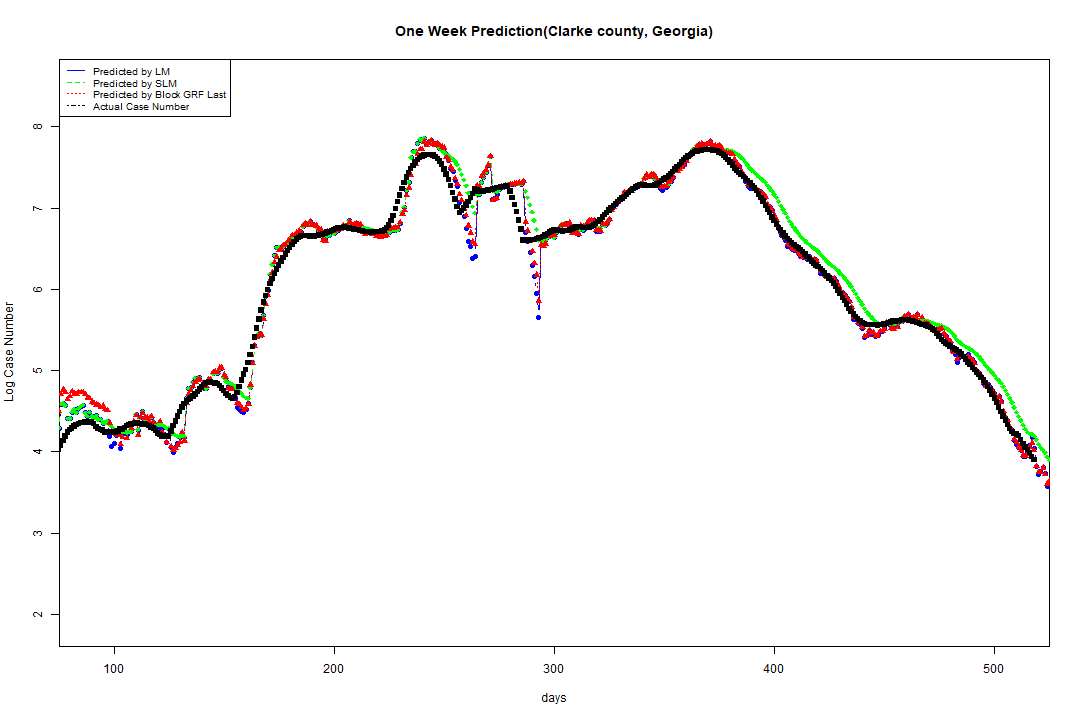 One Week Prediction(Clarke county, Georgia)
Predicted by LM
Predicted by SLM
Predicted by Block GRF Last
Actual Case Number
8
7
6
5
4
3
2
Log Case Number
100 200 300 400 500
days